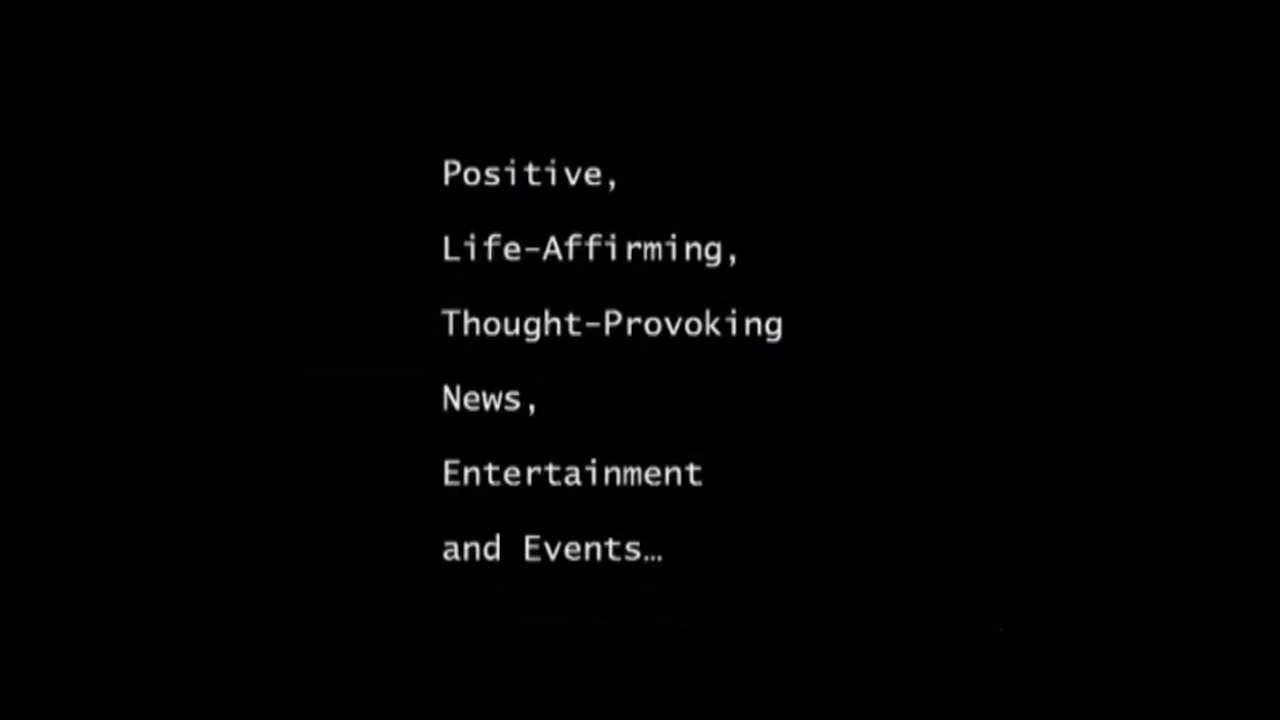 Positive,
Life-Affirming,
Thought-Provoking
News,
Entertainment
and Events…